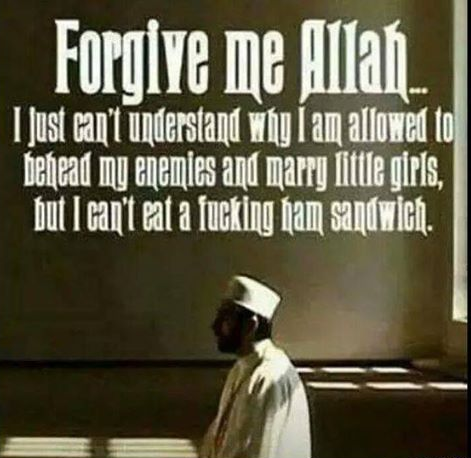 Forgive me Allah...
I just can't understand why I am allowed to
behead my enemies and marry little girls,
but I can't eat a fucking ham sandwich.